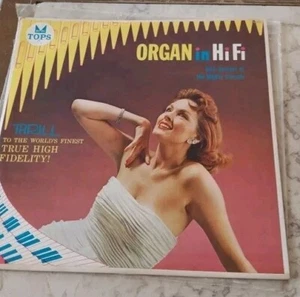 TOPS
ORGAN in Hi Fi
THRILL
TO THE WORLD'S FINEST
TRUE HIGH
FIDELITY!